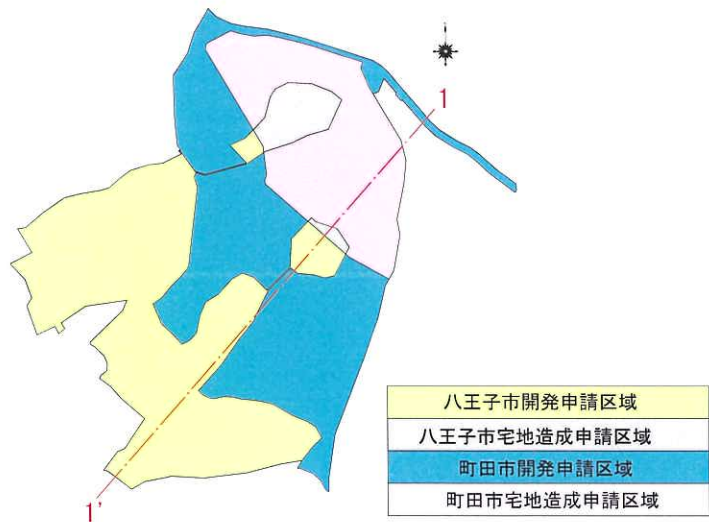 1
1'
八王子市開発申請区域
八王子市宅地造成申請区域
町田市開発申請区域
町田市宅地造成申請区域